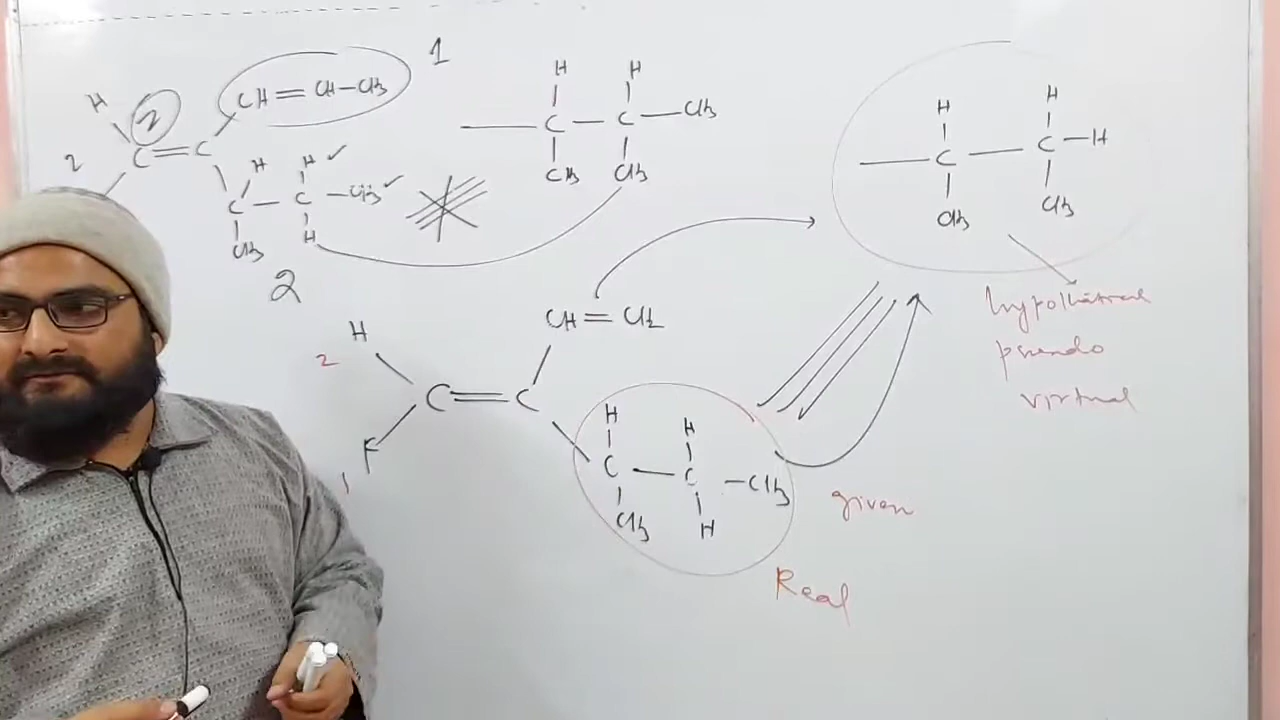 1
CH=CH-CH3
H
2
2
C=C
H
H
C-C-CH3
CH3
H
2
H
H
-C-C-CH3
CH3
CH3
H
H
-C-C-H
CH3
CH3
hypothetical
pseudo
virtual
CH=CH2
H
2
C=C
F
1
H
H
C-C-CH3
CH3
H
given
Real